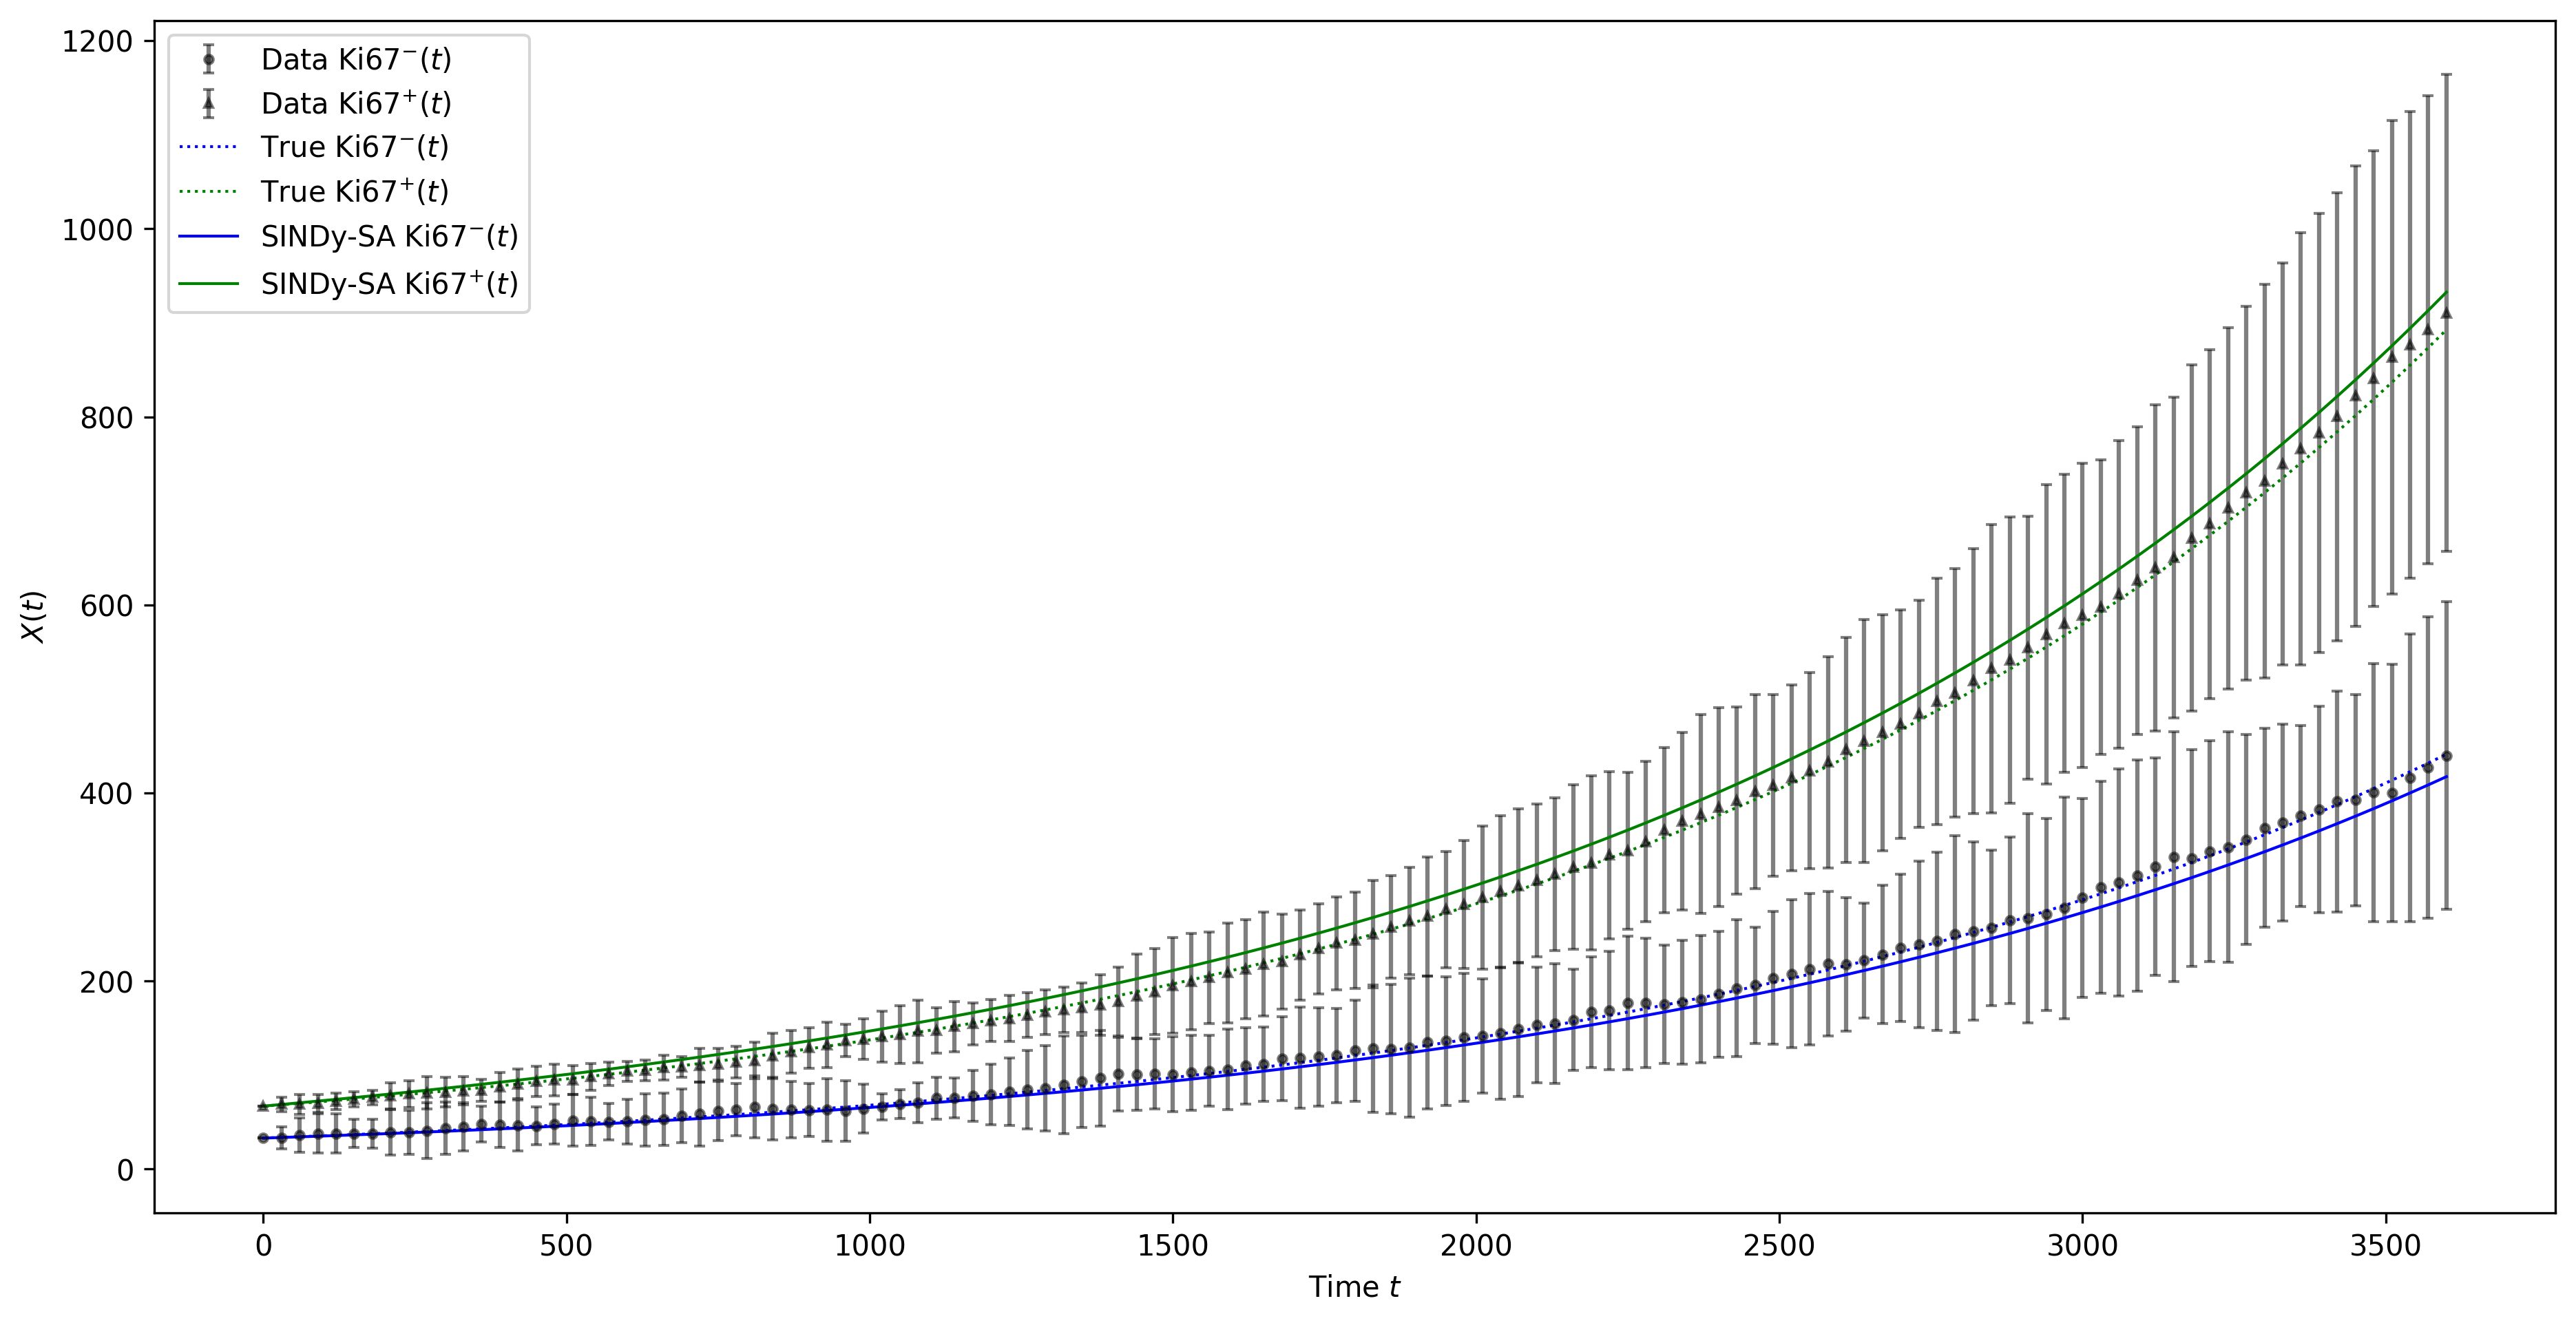 1200
1000
800
600
400
200
0
X(t)
Data Ki67⁻(t)
Data Ki67⁺(t)
True Ki67⁻(t)
True Ki67⁺(t)
SINDy-SA Ki67⁻(t)
SINDy-SA Ki67⁺(t)
0 500 1000 1500 2000 2500 3000 3500
Time t